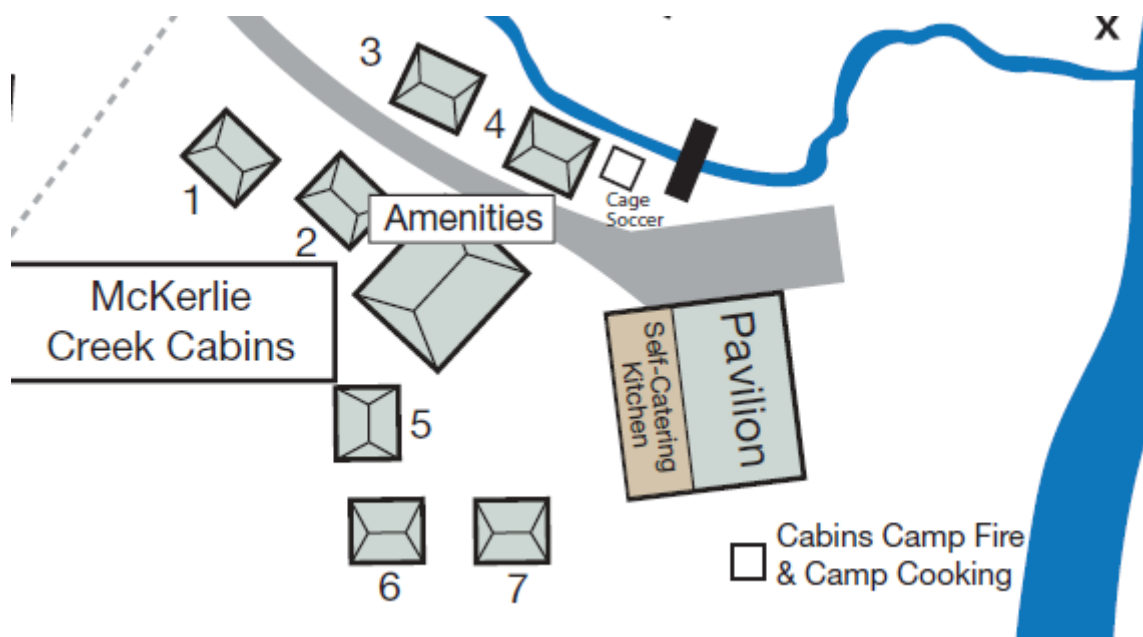 X
3
4
1
Cage
Soccer
2
Amenities
McKerlie
Creek Cabins
Self-Catering
Kitchen
Pavilion
5
6
7
Cabins Camp Fire
& Camp Cooking